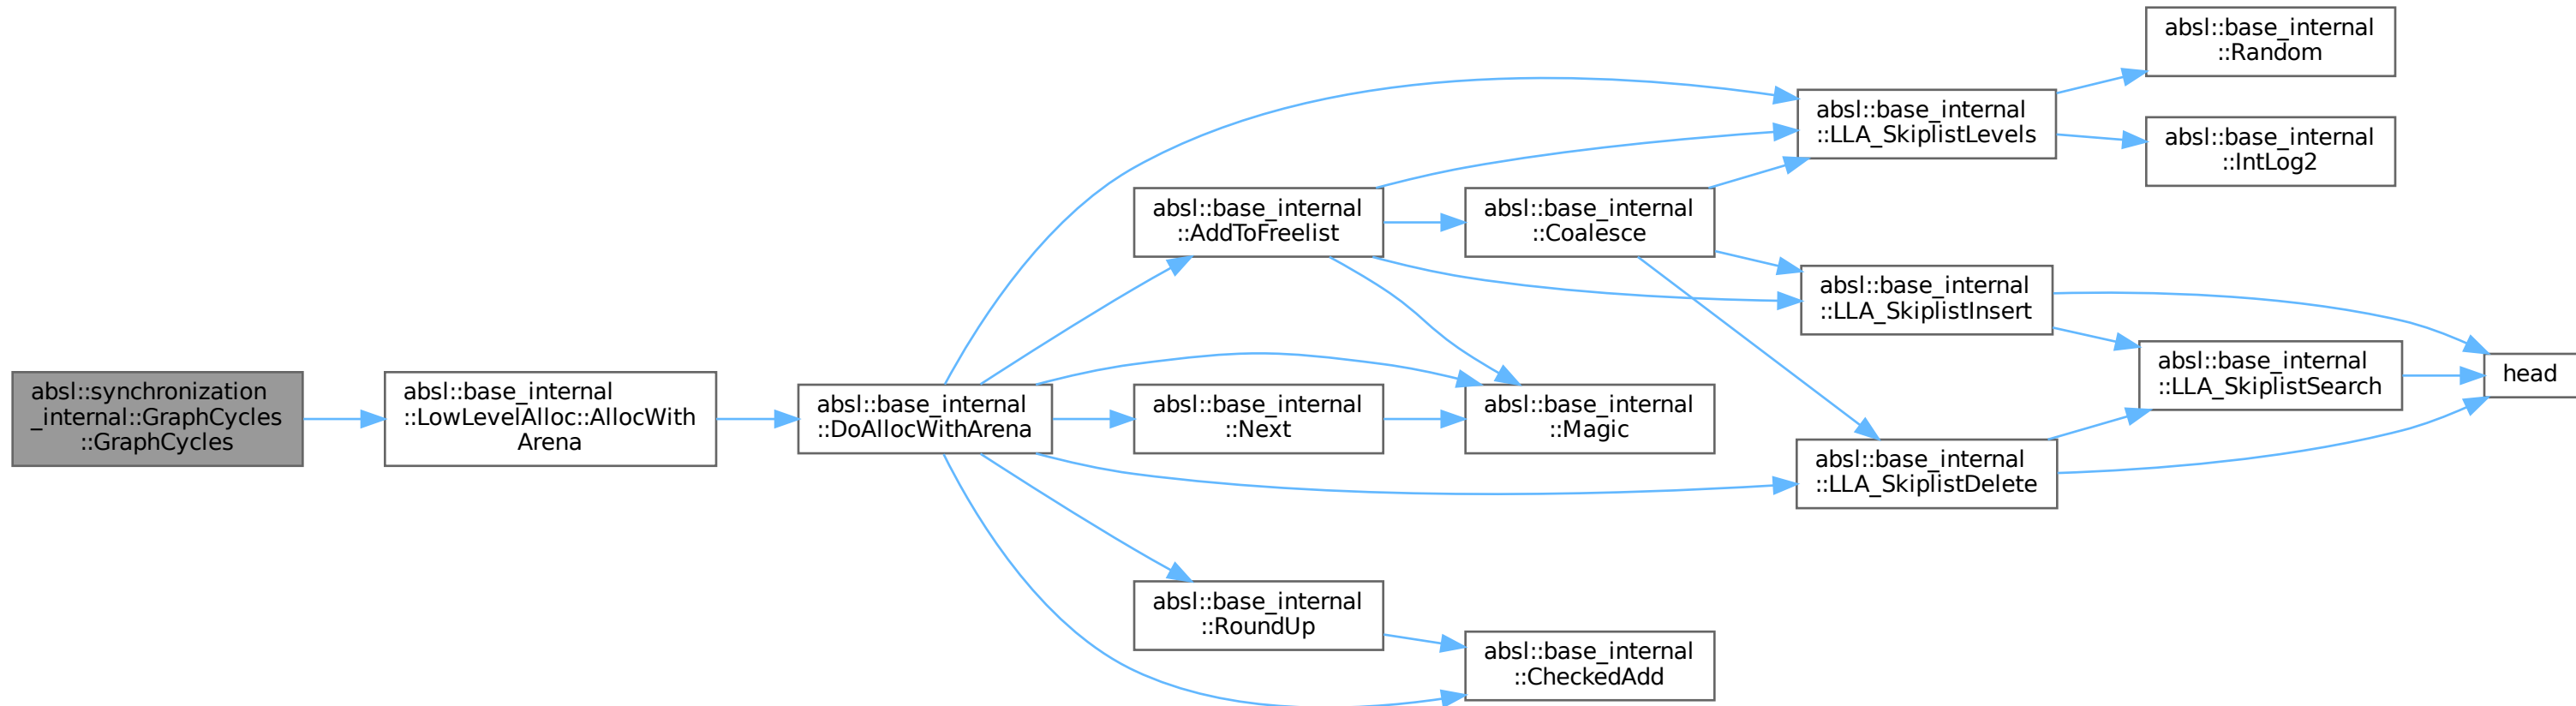 absl::synchronization
_internal::GraphCycles
::GraphCycles
absl::base_internal
::LowLevelAlloc::AllocWith
Arena
absl::base_internal
::DoAllocWithArena
absl::base_internal
::AddToFreelist
absl::base_internal
::Next
absl::base_internal
::RoundUp
absl::base_internal
::Coalesce
absl::base_internal
::Magic
absl::base_internal
::CheckedAdd
absl::base_internal
::LLA_SkiplistLevels
absl::base_internal
::LLA_SkiplistInsert
absl::base_internal
::LLA_SkiplistDelete
absl::base_internal
::Random
absl::base_internal
::IntLog2
absl::base_internal
::LLA_SkiplistSearch
head